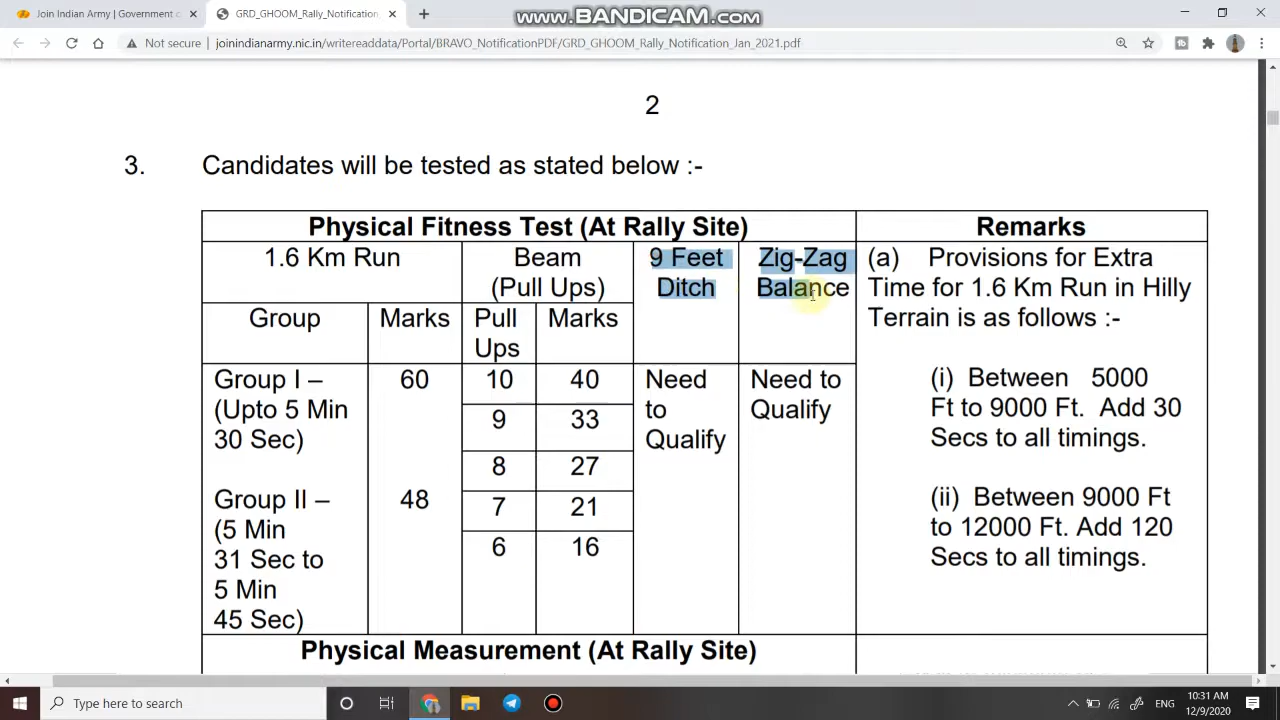 Join Indian Army | Government c
GRD_GHOOM_Rally_Notification_
www.BANDICAM.com
Not secure | joinindianarmy.nic.in/writereaddata/Portal/BRAVO_NotificationPDF/GRD_GHOOM_Rally_Notification_Jan_2021.pdf
2
3. Candidates will be tested as stated below :-
Physical Fitness Test (At Rally Site)
Remarks
1.6 Km Run
Beam
(Pull Ups)
9 Feet
Ditch
Zig-Zag
Balance
Group
Marks
Pull
Ups
Marks
Group I –
(Upto 5 Min
30 Sec)
60
Group II –
(5 Min
31 Sec to
5 Min
45 Sec)
48
10 40
9 33
8 27
7 21
6 16
Need
to
Qualify
Need to
Qualify
(a) Provisions for Extra
Time for 1.6 Km Run in Hilly
Terrain is as follows :-
(i) Between 5000
Ft to 9000 Ft. Add 30
Secs to all timings.
(ii) Between 9000 Ft
to 12000 Ft. Add 120
Secs to all timings.
Physical Measurement (At Rally Site)
Type here to search
ENG
10:31 AM
12/9/2020